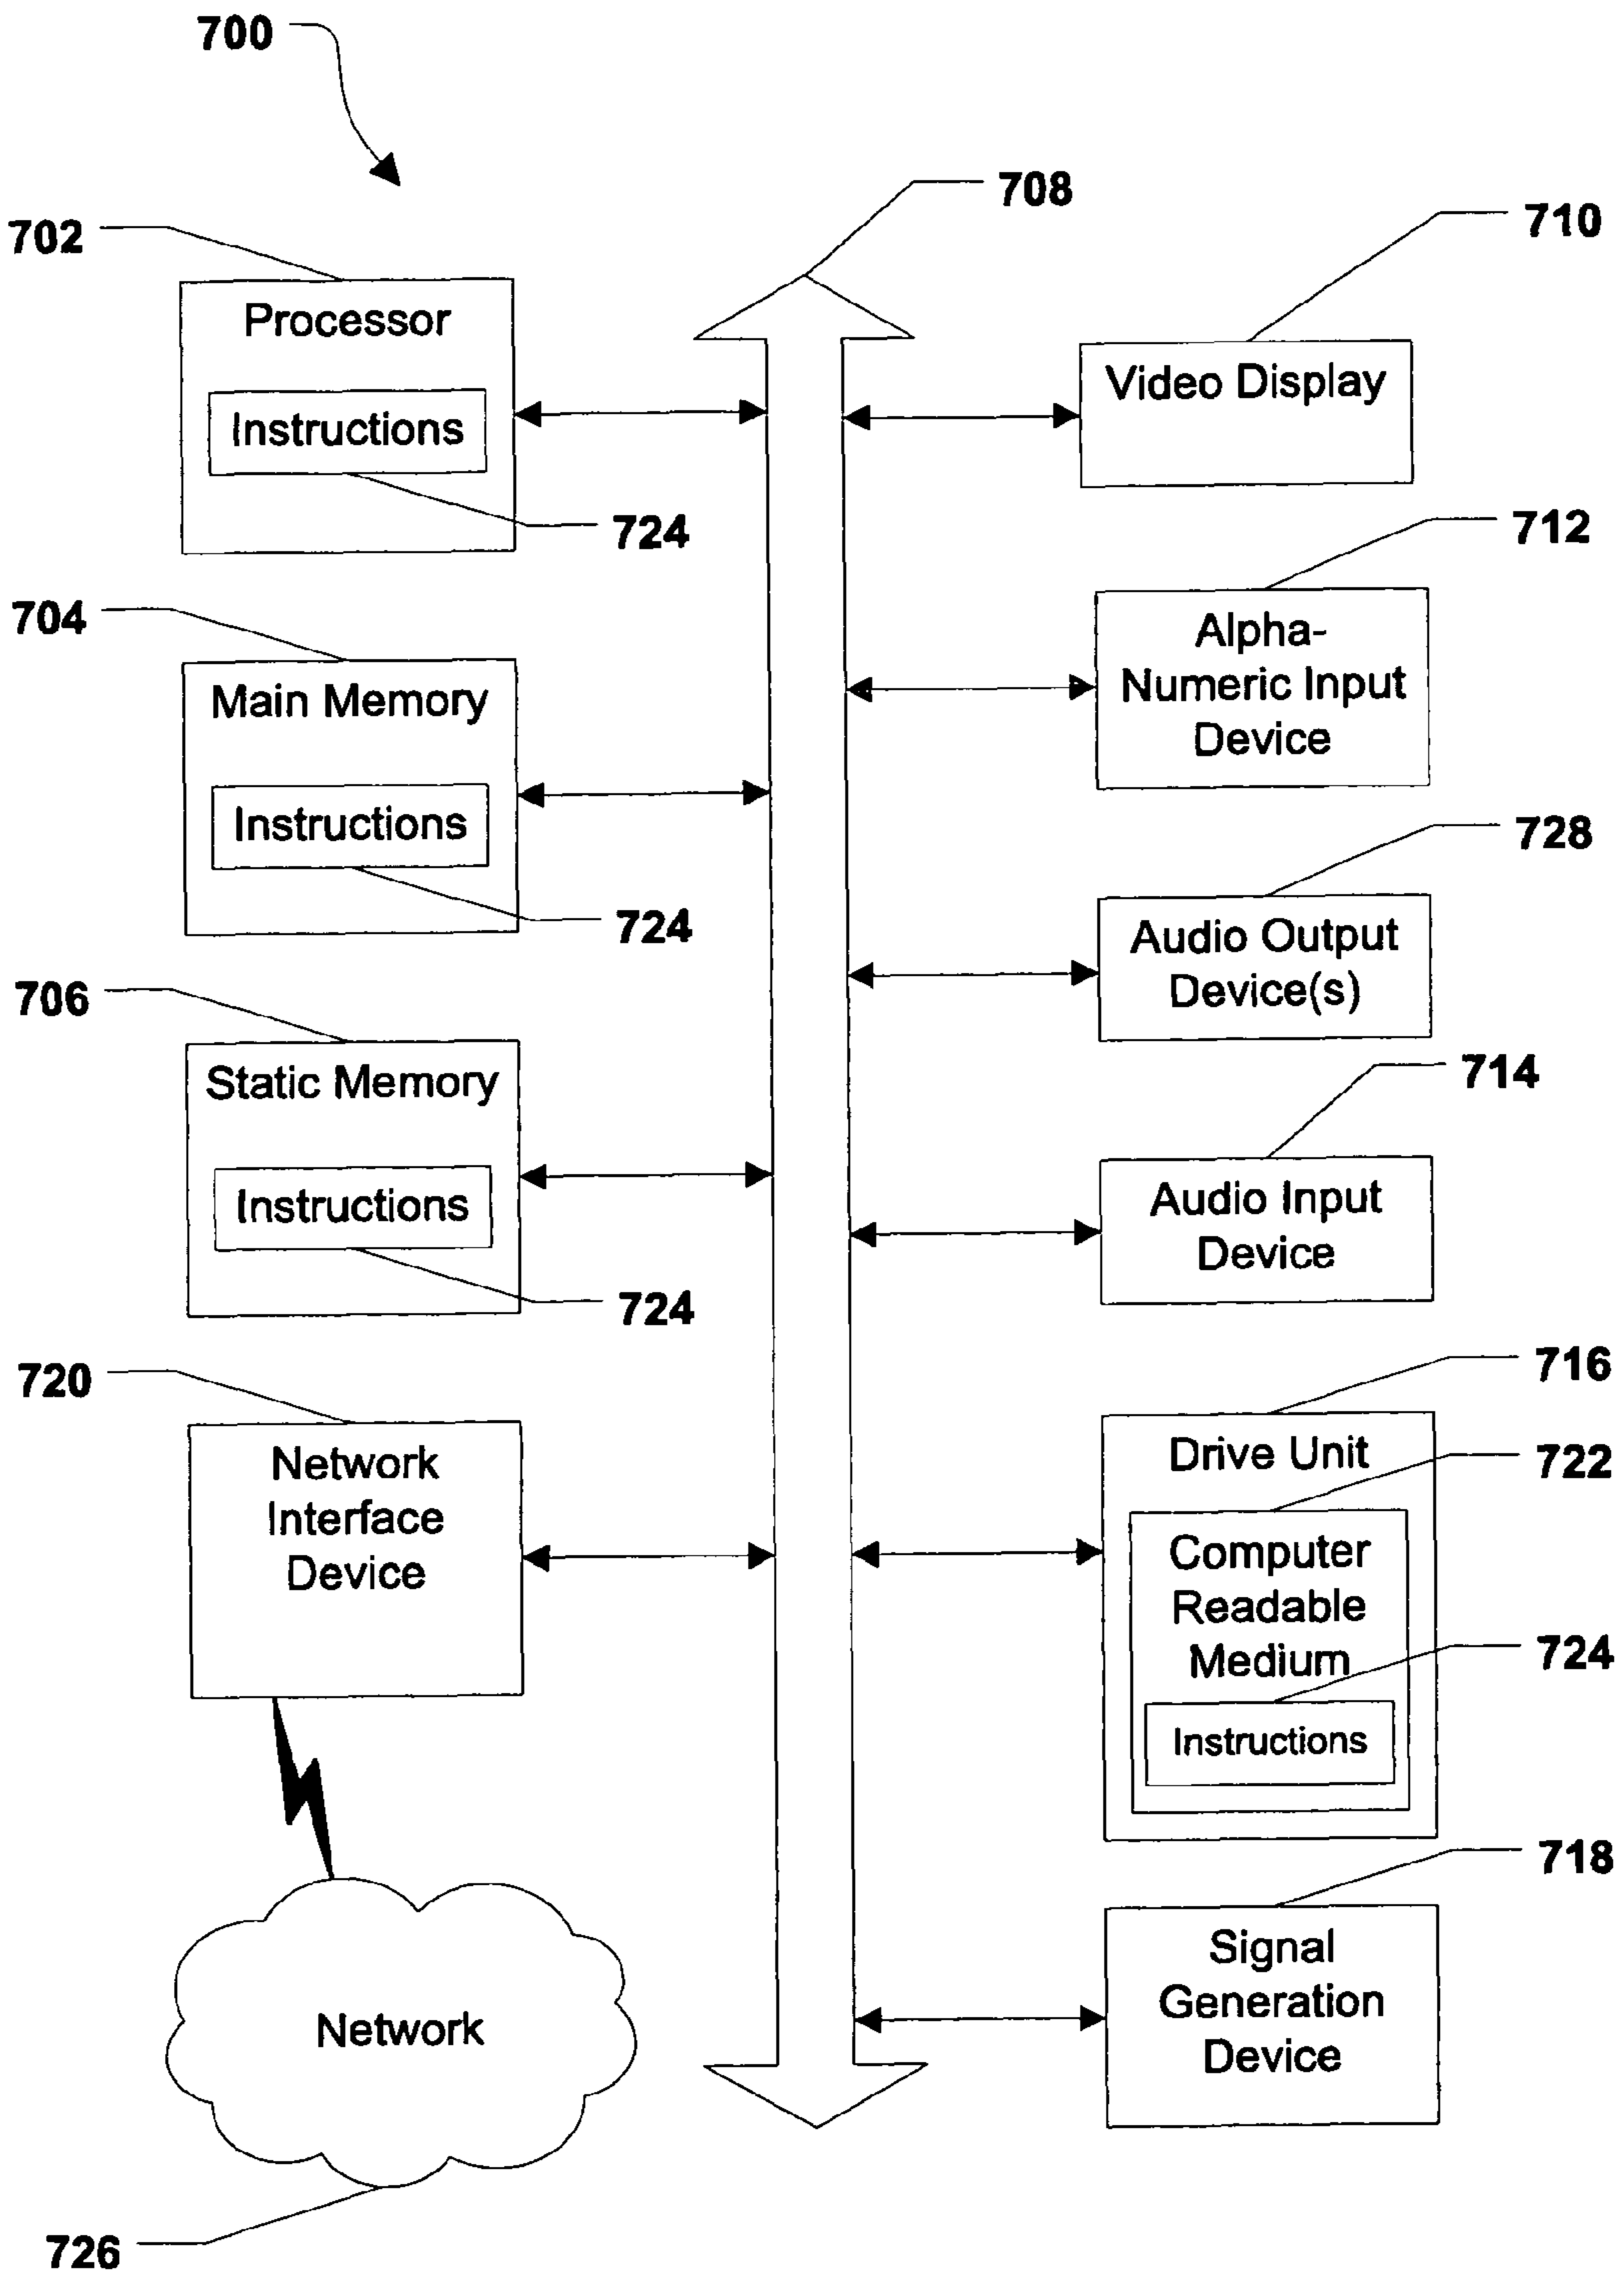 700
708
710
702
Processor
Instructions
724
Video Display
712
Alpha-
Numeric Input
Device
704
Main Memory
Instructions
724
728
Audio Output
Device(s)
706
Static Memory
Instructions
724
714
Audio Input
Device
720
Network
Interface
Device
716
Drive Unit
722
Computer
Readable
Medium
724
Instructions
718
Signal
Generation
Device
Network
726